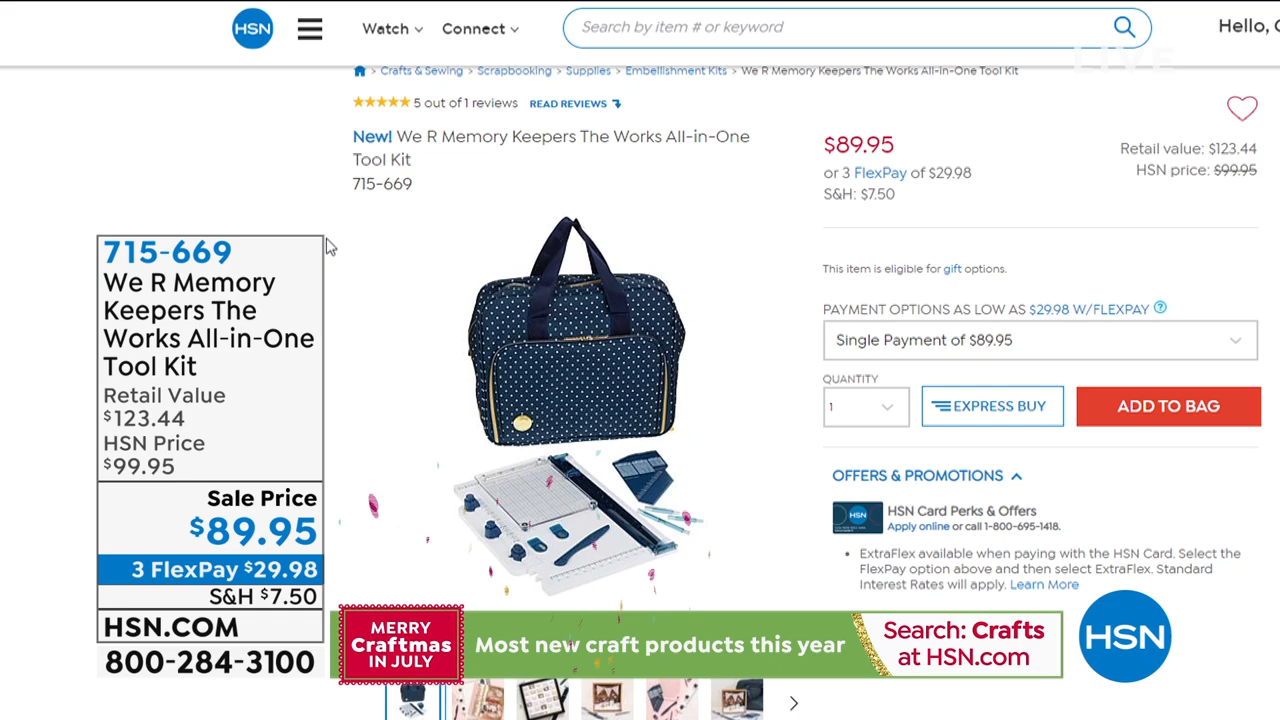 HSN
Watch
Connect
Search by item # or keyword
Hello,
LIVE
> Crafts & Sewing > Scrapbooking > Supplies > Embellishment Kits > We R Memory Keepers The Works All-in-One Tool Kit
5 out of 1 reviews READ REVIEWS
New! We R Memory Keepers The Works All-in-One
Tool Kit
715-669
$89.95
or 3 FlexPay of $29.98
S&H: $7.50
Retail value: $123.44
HSN price: $99.95
This item is eligible for gift options.
PAYMENT OPTIONS AS LOW AS $29.98 W/FLEXPAY ?
Single Payment of $89.95
QUANTITY
1
EXPRESS BUY
ADD TO BAG
OFFERS & PROMOTIONS
HSN
HSN Card Perks & Offers
Apply online or call 1-800-695-1418.
• ExtraFlex available when paying with the HSN Card. Select the
FlexPay option above and then select ExtraFlex. Standard
Interest Rates will apply. Learn More
715-669
We R Memory
Keepers The
Works All-in-One
Tool Kit
Retail Value
$123.44
HSN Price
$99.95
Sale Price
$89.95
3 FlexPay $29.98
S&H $7.50
HSN.COM
800-284-3100
MERRY
Craftmas
IN JULY
Most new craft products this year
Search: Crafts
at HSN.com
HSN